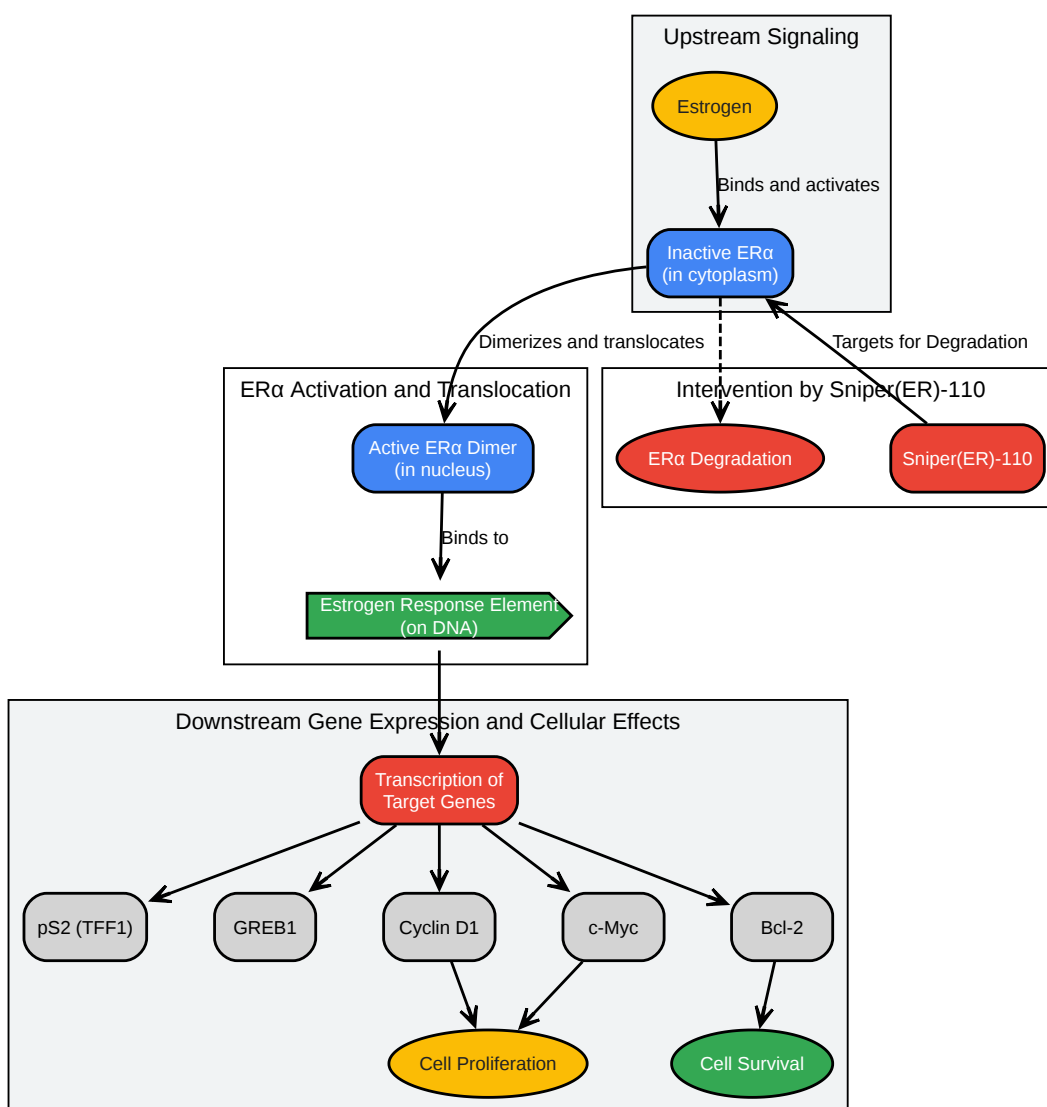 Upstream Signaling
Estrogen
Binds and activates
Inactive ERα
(in cytoplasm)
Dimerizes and translocates
Targets for Degradation
ERα Activation and Translocation
Intervention by Sniper(ER)-110
Active ERα Dimer
(in nucleus)
ERα Degradation
Sniper(ER)-110
Binds to
Estrogen Response Element
(on DNA)
Downstream Gene Expression and Cellular Effects
Transcription of
Target Genes
pS2 (TFF1)
GREB1
Cyclin D1
c-Myc
Bcl-2
Cell Proliferation
Cell Survival